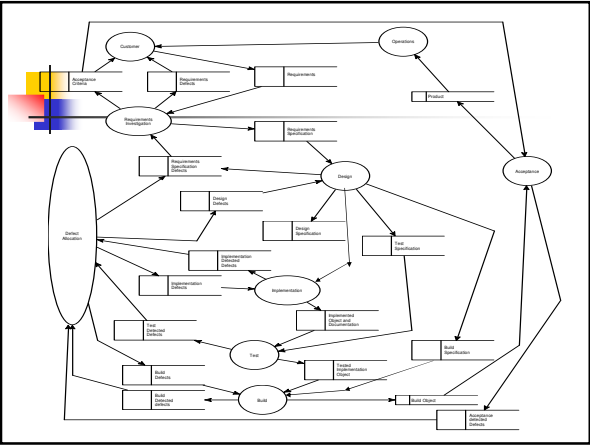 Customer
Operations
Acceptance
Criteria
Requirements
Defects
Requirements
Product
Requirements
Investigation
Requirements
Specification
Requirements
Specification
Defects
Design
Acceptance
Design
Defects
Design
Specification
Test
Specification
Defect
Allocation
Implementation
Detected
Defects
Implementation
Defects
Implementation
Implemented
Object and
Documentation
Test
Detected
Defects
Test
Build
Specification
Tested
Implementation
Object
Build
Defects
Build
Detected
defects
Build
Build Object
Acceptance
detected
Defects